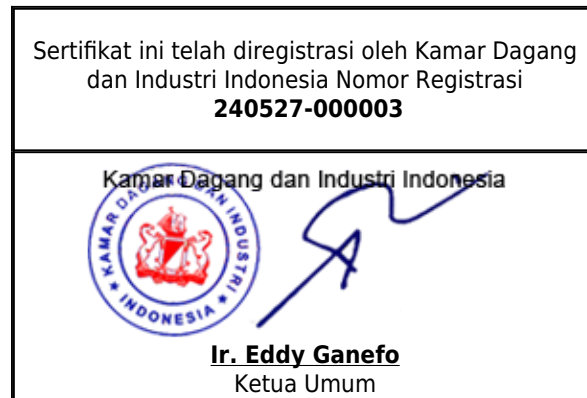 Sertifikat ini telah diregistrasi oleh Kamar Dagang
dan Industri Indonesia Nomor Registrasi
240527-000003
Kamar Dagang dan Industri Indonesia
KAMAR DAGANG DAN INDUSTRI
* INDONESIA *
Ir. Eddy Ganefo
Ketua Umum